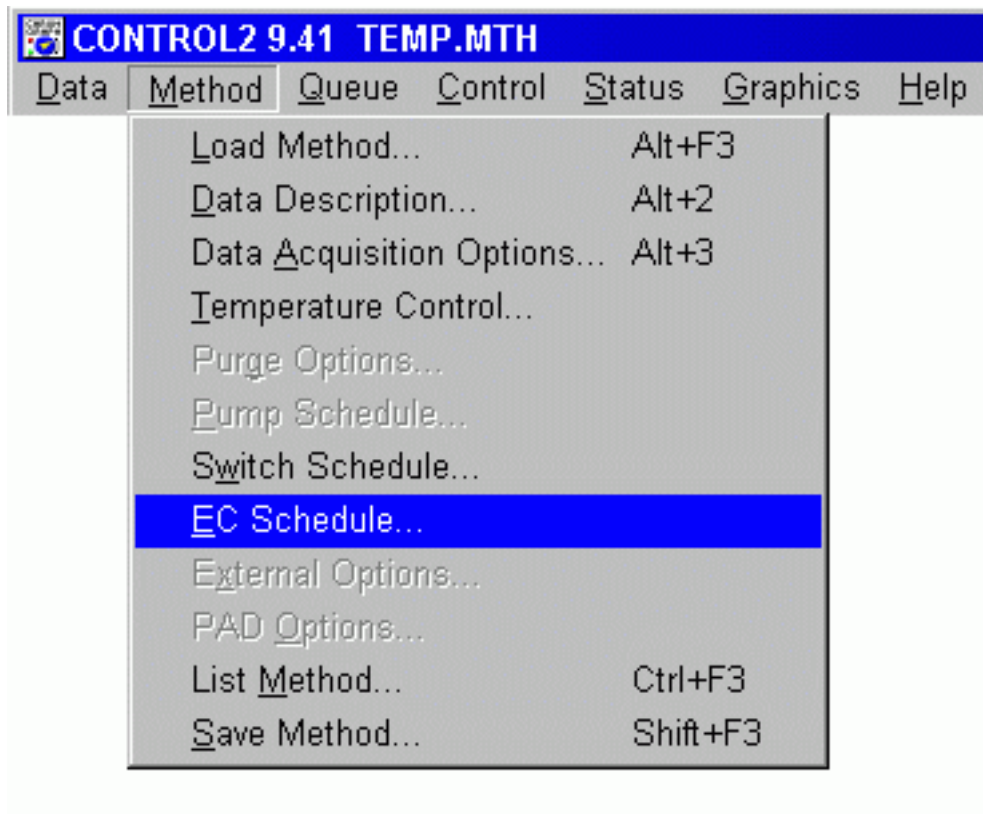 CONTROL2 9.41 TEMP.MTH
Data Method Queue Control Status Graphics Help
Load Method... Alt+F3
Data Description... Alt+2
Data Acquisition Options... Alt+3
Temperature Control...
Purge Options...
Pump Schedule...
Switch Schedule...
EC Schedule...
External Options...
PAD Options...
List Method... Ctrl+F3
Save Method... Shift+F3